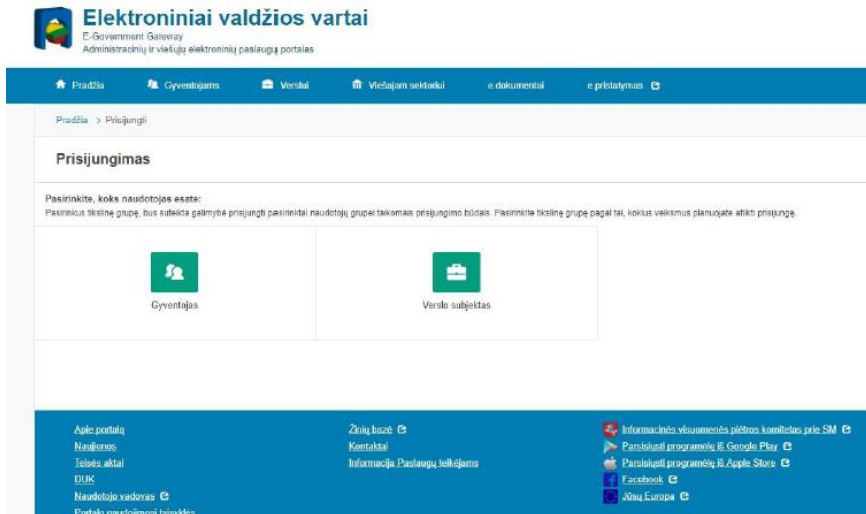 Elektroniniai valdžios vartai
E-Government Gateway
Administracinių ir viešųjų elektroninių paslaugų portalas
Pradžia Gyventojams Verslui Viešajam sektoriui e.dokumentai e.pristatymas
Pradžia > Prisijungti
Prisijungimas
Pasirinkite, koks naudotojas esate:
Pasirinkus tikslinę grupę, bus suteikta galimybė prisijungti pasirinktai naudotojų grupei taikomais prisijungimo būdais. Pasirinkite tikslinę grupę pagal tai, kokius veiksmus planuojate atlikti prisijungę.
Gyventojas Verslo subjektas
Apie portalą Žinių bazė Informacinės visuomenės plėtros komitetas prie SM
Naujienos Kontaktai Parsisiųsti programėlę iš Google Play
Teisės aktai Informacija Paslaugų teikėjams Parsisiųsti programėlę iš Apple Store
DUK Facebook
Naudotojo vadovas Jūsų Europa
Portalo naudojimosi taisyklės